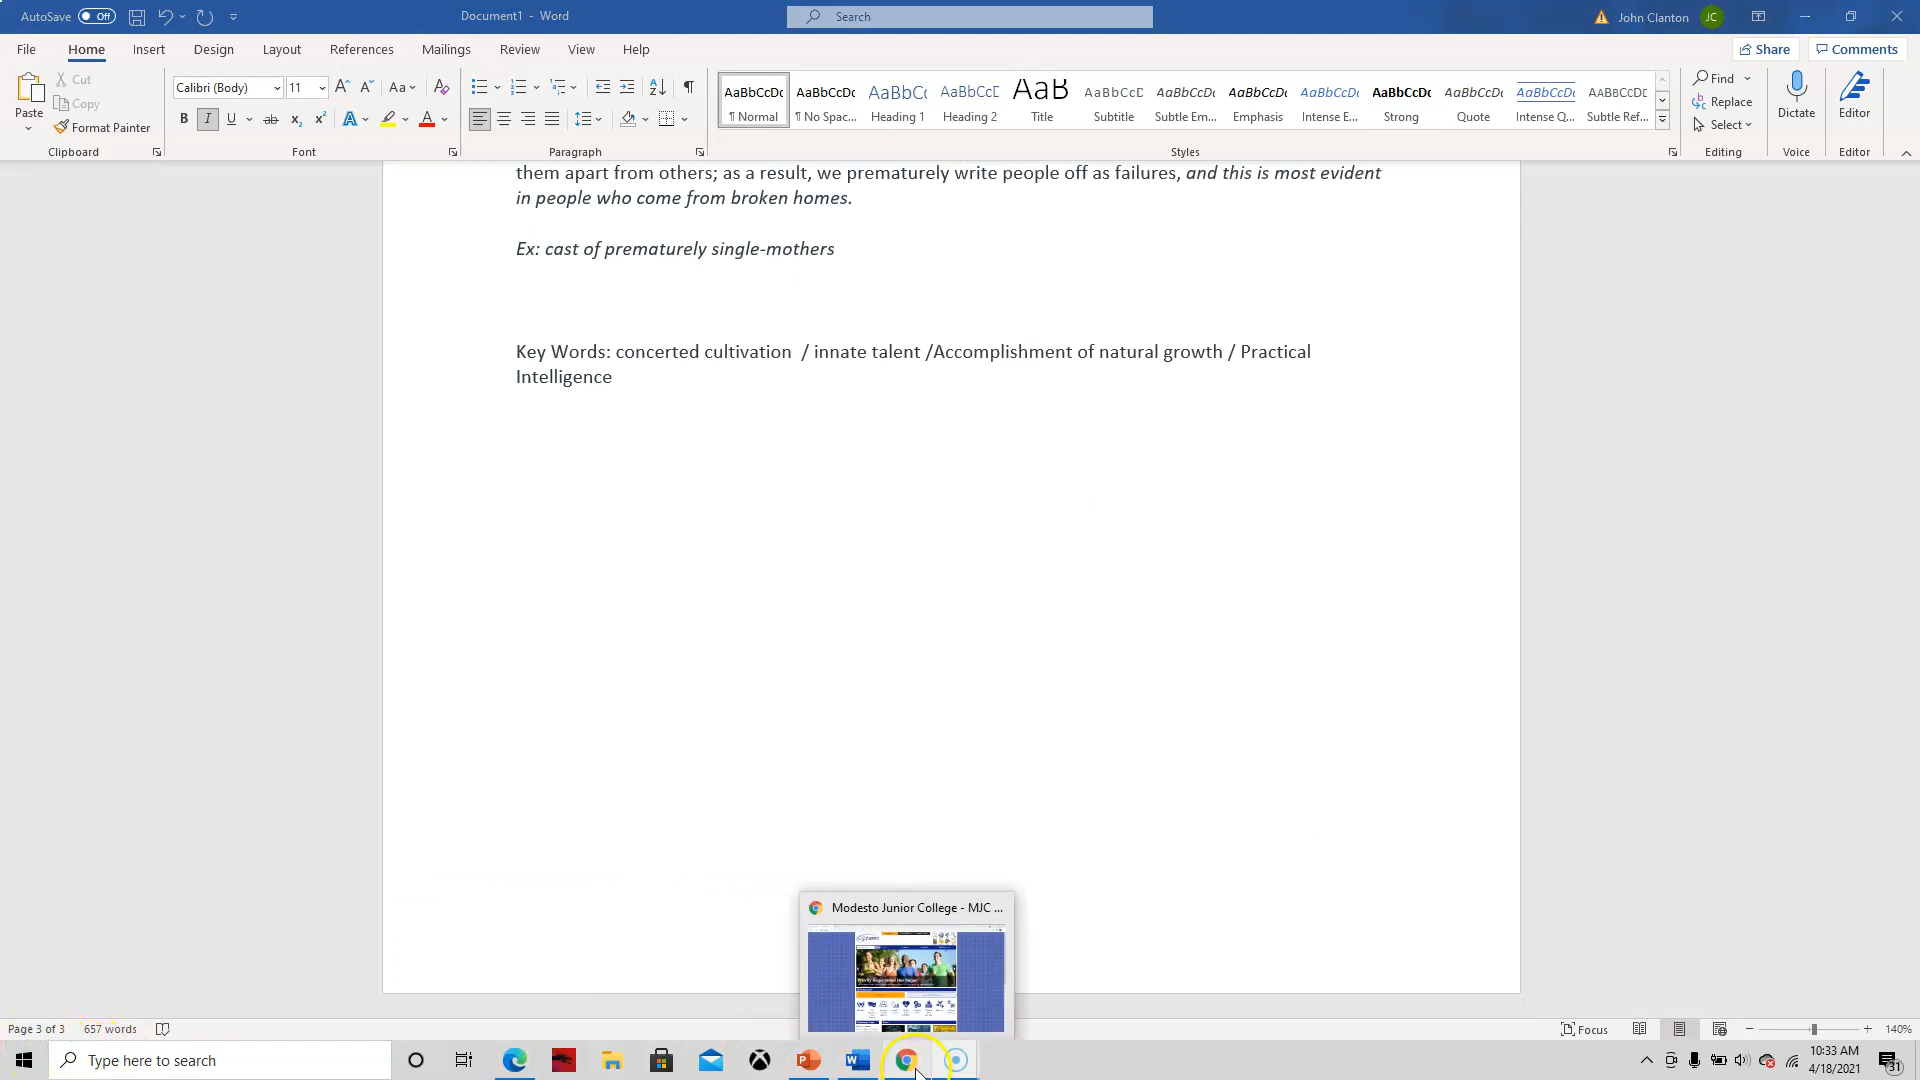 AutoSave Off Document1 - Word Search John Clanton JC
File Home Insert Design Layout References Mailings Review View Help Share Comments
Paste Cut Copy Format Painter Clipboard
Calibri (Body) 11 Aa Font
Paragraph
AaBbCcDc AaBbCcDc AaBbCc AaBbCcD AaB AaBbCcD AaBbCcDc AaBbCcDc AaBbCcDc AaBbCcDc AaBbCcDc AaBbCcDc AaBbCcDc
¶ Normal ¶ No Spac... Heading 1 Heading 2 Title Subtitle Subtle Em... Emphasis Intense E... Strong Quote Intense Q... Subtle Ref...
Styles
Find Replace Select Editing
Dictate Voice
Editor Editor
them apart from others; as a result, we prematurely write people off as failures, and this is most evident
in people who come from broken homes.
Ex: cast of prematurely single-mothers
Key Words: concerted cultivation / innate talent /Accomplishment of natural growth / Practical
Intelligence
Modesto Junior College - MJC ...
Page 3 of 3 657 words Focus 140%
Type here to search
10:33 AM
4/18/2021
31